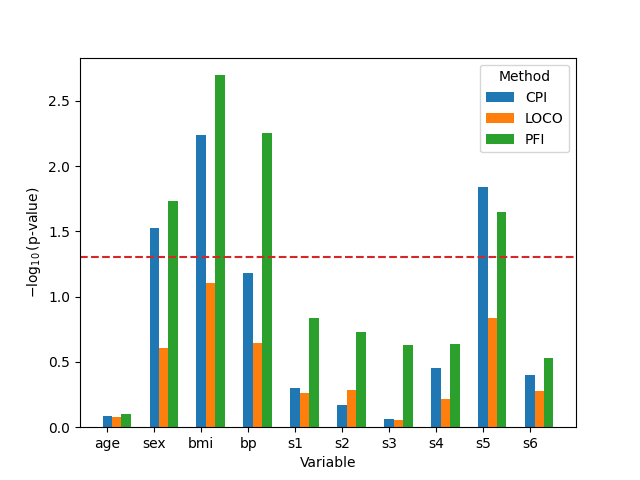 Method
CPI
LOCO
PFI
2.5
2.0
1.5
1.0
0.5
0.0
−log₁₀(p-value)
age sex bmi bp s1 s2 s3 s4 s5 s6
Variable